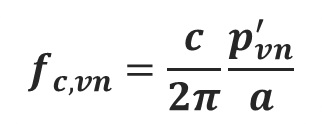 $f_{c,vn} = \frac{c}{2\pi} \frac{p'_{vn}}{a}$